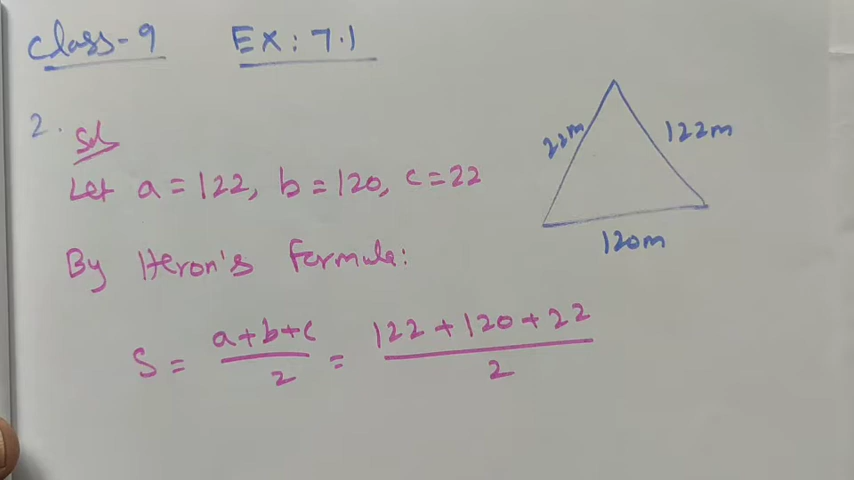 Class-9 EX: 7.1
2. Sol
Let a = 122, b = 120, c = 22
22m
122m
120m
By Heron's formula:
S = a+b+c / 2 = 122 + 120 + 22 / 2